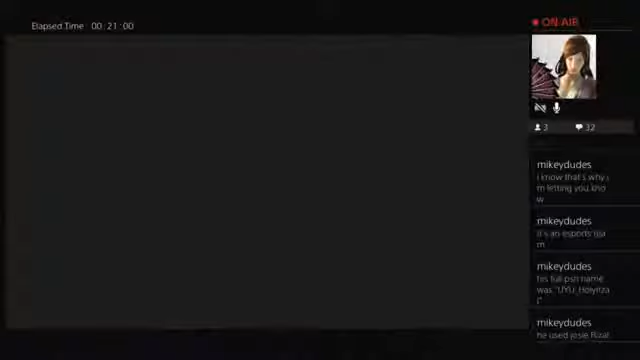 Elapsed Time 00:21:00
ON AIR
3 32
mikeydudes
i know that's why i
m letting you kno
w
mikeydudes
it's an esports tea
m
mikeydudes
his full psn name
was "UYU_Holyriza
l"
mikeydudes
he used Josie Rizal